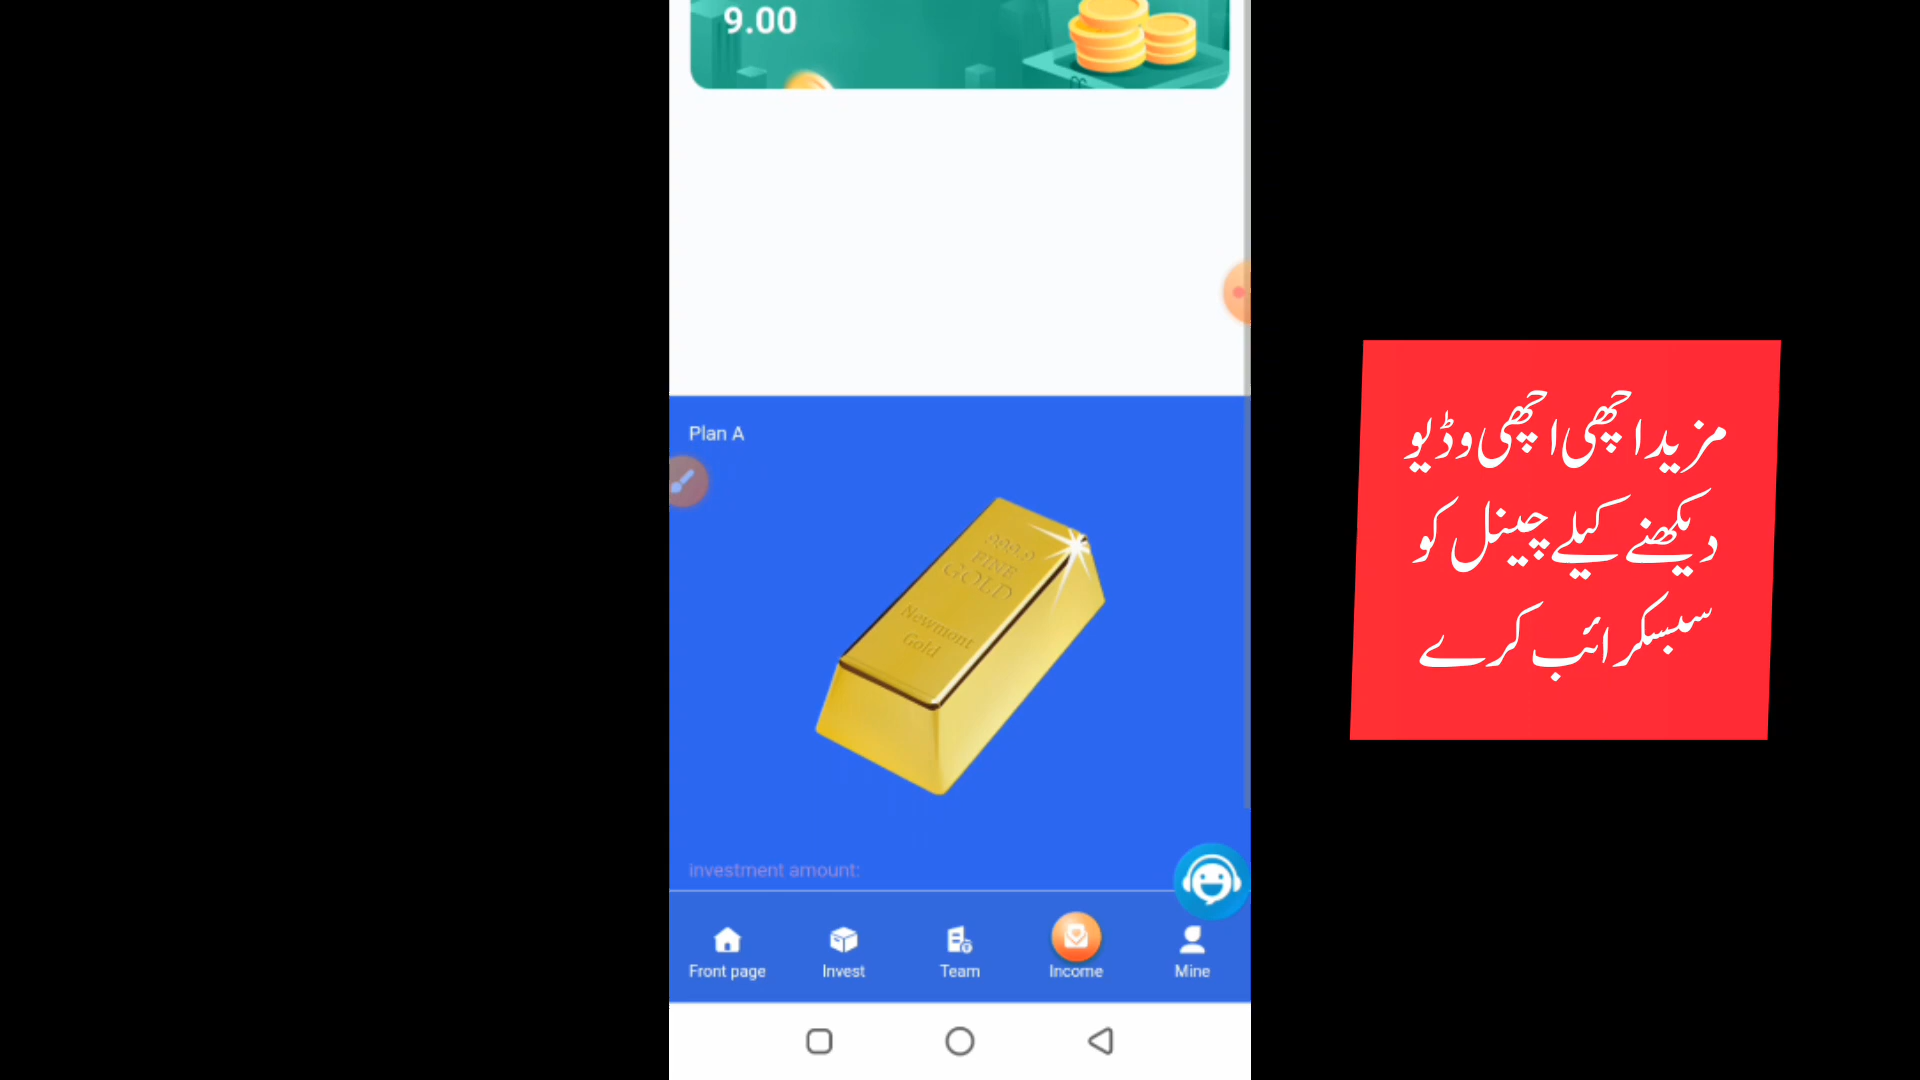 9.00
Plan A
999.9
FINE
GOLD
Newmont
Gold
investment amount:
Front page
Invest
Team
Income
Mine
مزید اچھی اچھی وڈیو
دیکھنے کیلے چینل کو
سبسکرائب کرے